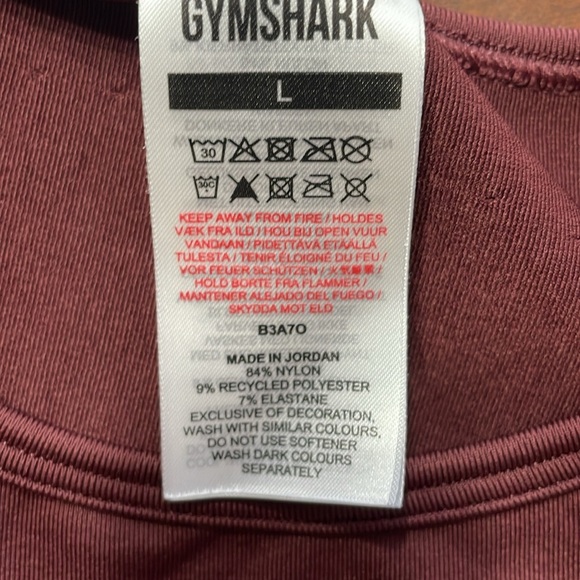 GYMSHARK
L
30
30C
KEEP AWAY FROM FIRE / HOLDES
VÆK FRA ILD / HOU BIJ OPEN VUUR
VANDAAN / PIDETTÄVÄ ETÄÄLLÄ
TULESTA / TENIR ÉLOIGNÉ DU FEU /
VOR FEUER SCHÜTZEN / 火気厳禁 /
HOLD BORTE FRA FLAMMER /
MANTENER ALEJADO DEL FUEGO /
SKYDDA MOT ELD
B3A7O
MADE IN JORDAN
84% NYLON
9% RECYCLED POLYESTER
7% ELASTANE
EXCLUSIVE OF DECORATION,
WASH WITH SIMILAR COLOURS,
DO NOT USE SOFTENER
WASH DARK COLOURS
SEPARATELY